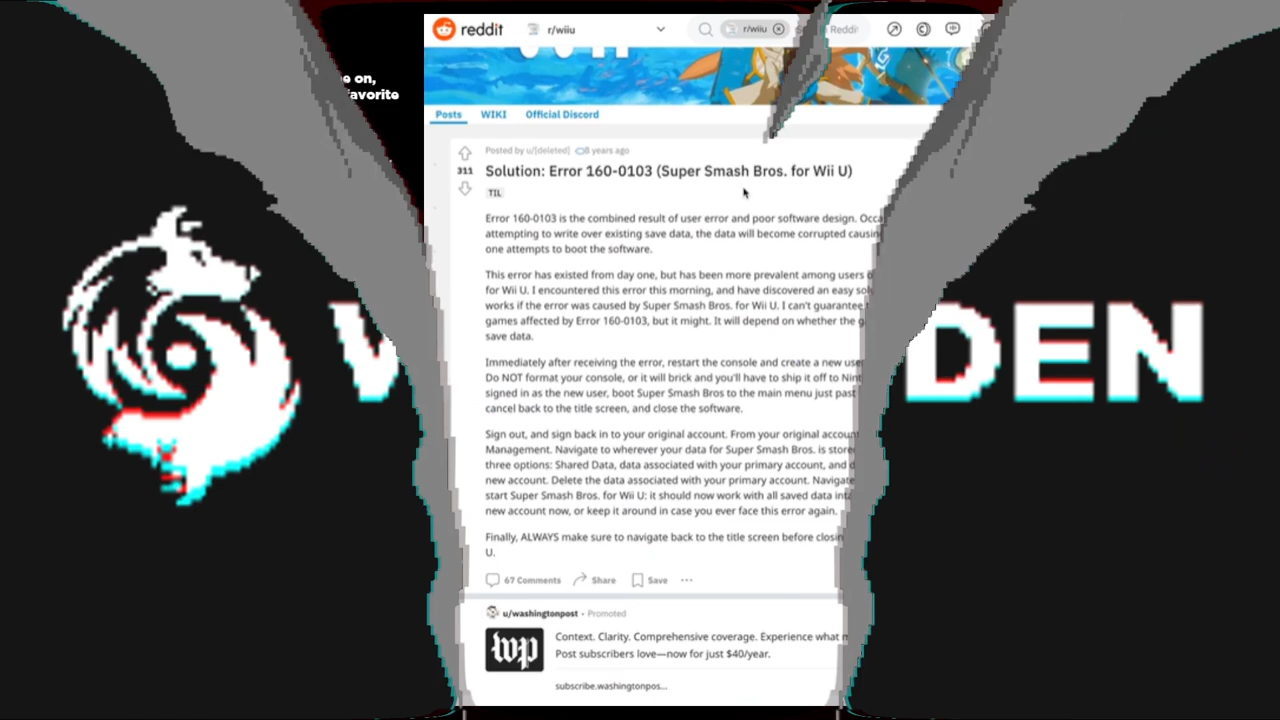 reddit
r/wiiu
r/wiiu
Reddit
e on,
favorite
Posts WIKI Official Discord
Posted by u/[deleted] 8 years ago
311
Solution: Error 160-0103 (Super Smash Bros. for Wii U)
TIL
Error 160-0103 is the combined result of user error and poor software design. Occa
attempting to write over existing save data, the data will become corrupted causin
one attempts to boot the software.
This error has existed from day one, but has been more prevalent among users o
for Wii U. I encountered this error this morning, and have discovered an easy solu
works if the error was caused by Super Smash Bros. for Wii U. I can't guarantee t
games affected by Error 160-0103, but it might. It will depend on whether the g
save data.
Immediately after receiving the error, restart the console and create a new user
Do NOT format your console, or it will brick and you'll have to ship it off to Nint
signed in as the new user, boot Super Smash Bros to the main menu just past
cancel back to the title screen, and close the software.
Sign out, and sign back in to your original account. From your original account
Management. Navigate to wherever your data for Super Smash Bros. is store
three options: Shared Data, data associated with your primary account, and d
new account. Delete the data associated with your primary account. Navigate
start Super Smash Bros. for Wii U: it should now work with all saved data inta
new account now, or keep it around in case you ever face this error again.
Finally, ALWAYS make sure to navigate back to the title screen before closin
U.
67 Comments Share Save
u/washingtonpost · Promoted
wp
Context. Clarity. Comprehensive coverage. Experience what m
Post subscribers love—now for just $40/year.
subscribe.washingtonpos...
DEN